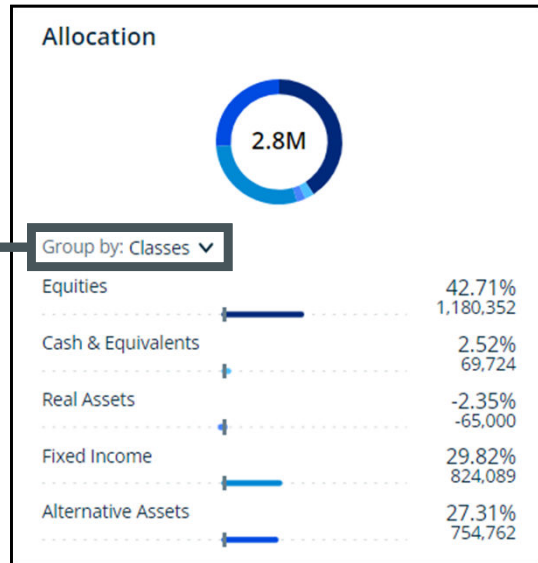 Allocation
2.8M
Group by: Classes
Equities 42.71%
1,180,352
Cash & Equivalents 2.52%
69,724
Real Assets -2.35%
-65,000
Fixed Income 29.82%
824,089
Alternative Assets 27.31%
754,762